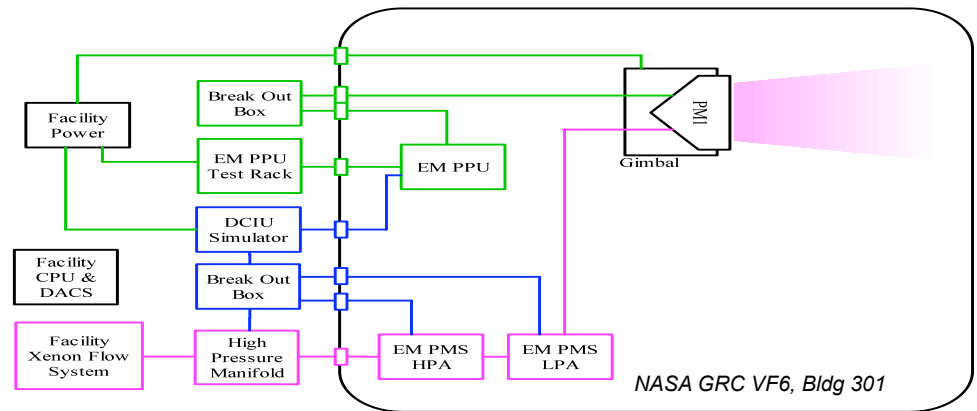 Break Out
Box
Facility
Power
EM PPU
Test Rack
EM PPU
PMI
Gimbal
DCIU
Simulator
Facility
CPU &
DACS
Break Out
Box
Facility
Xenon Flow
System
High
Pressure
Manifold
EM PMS
HPA
EM PMS
LPA
NASA GRC VF6, Bldg 301